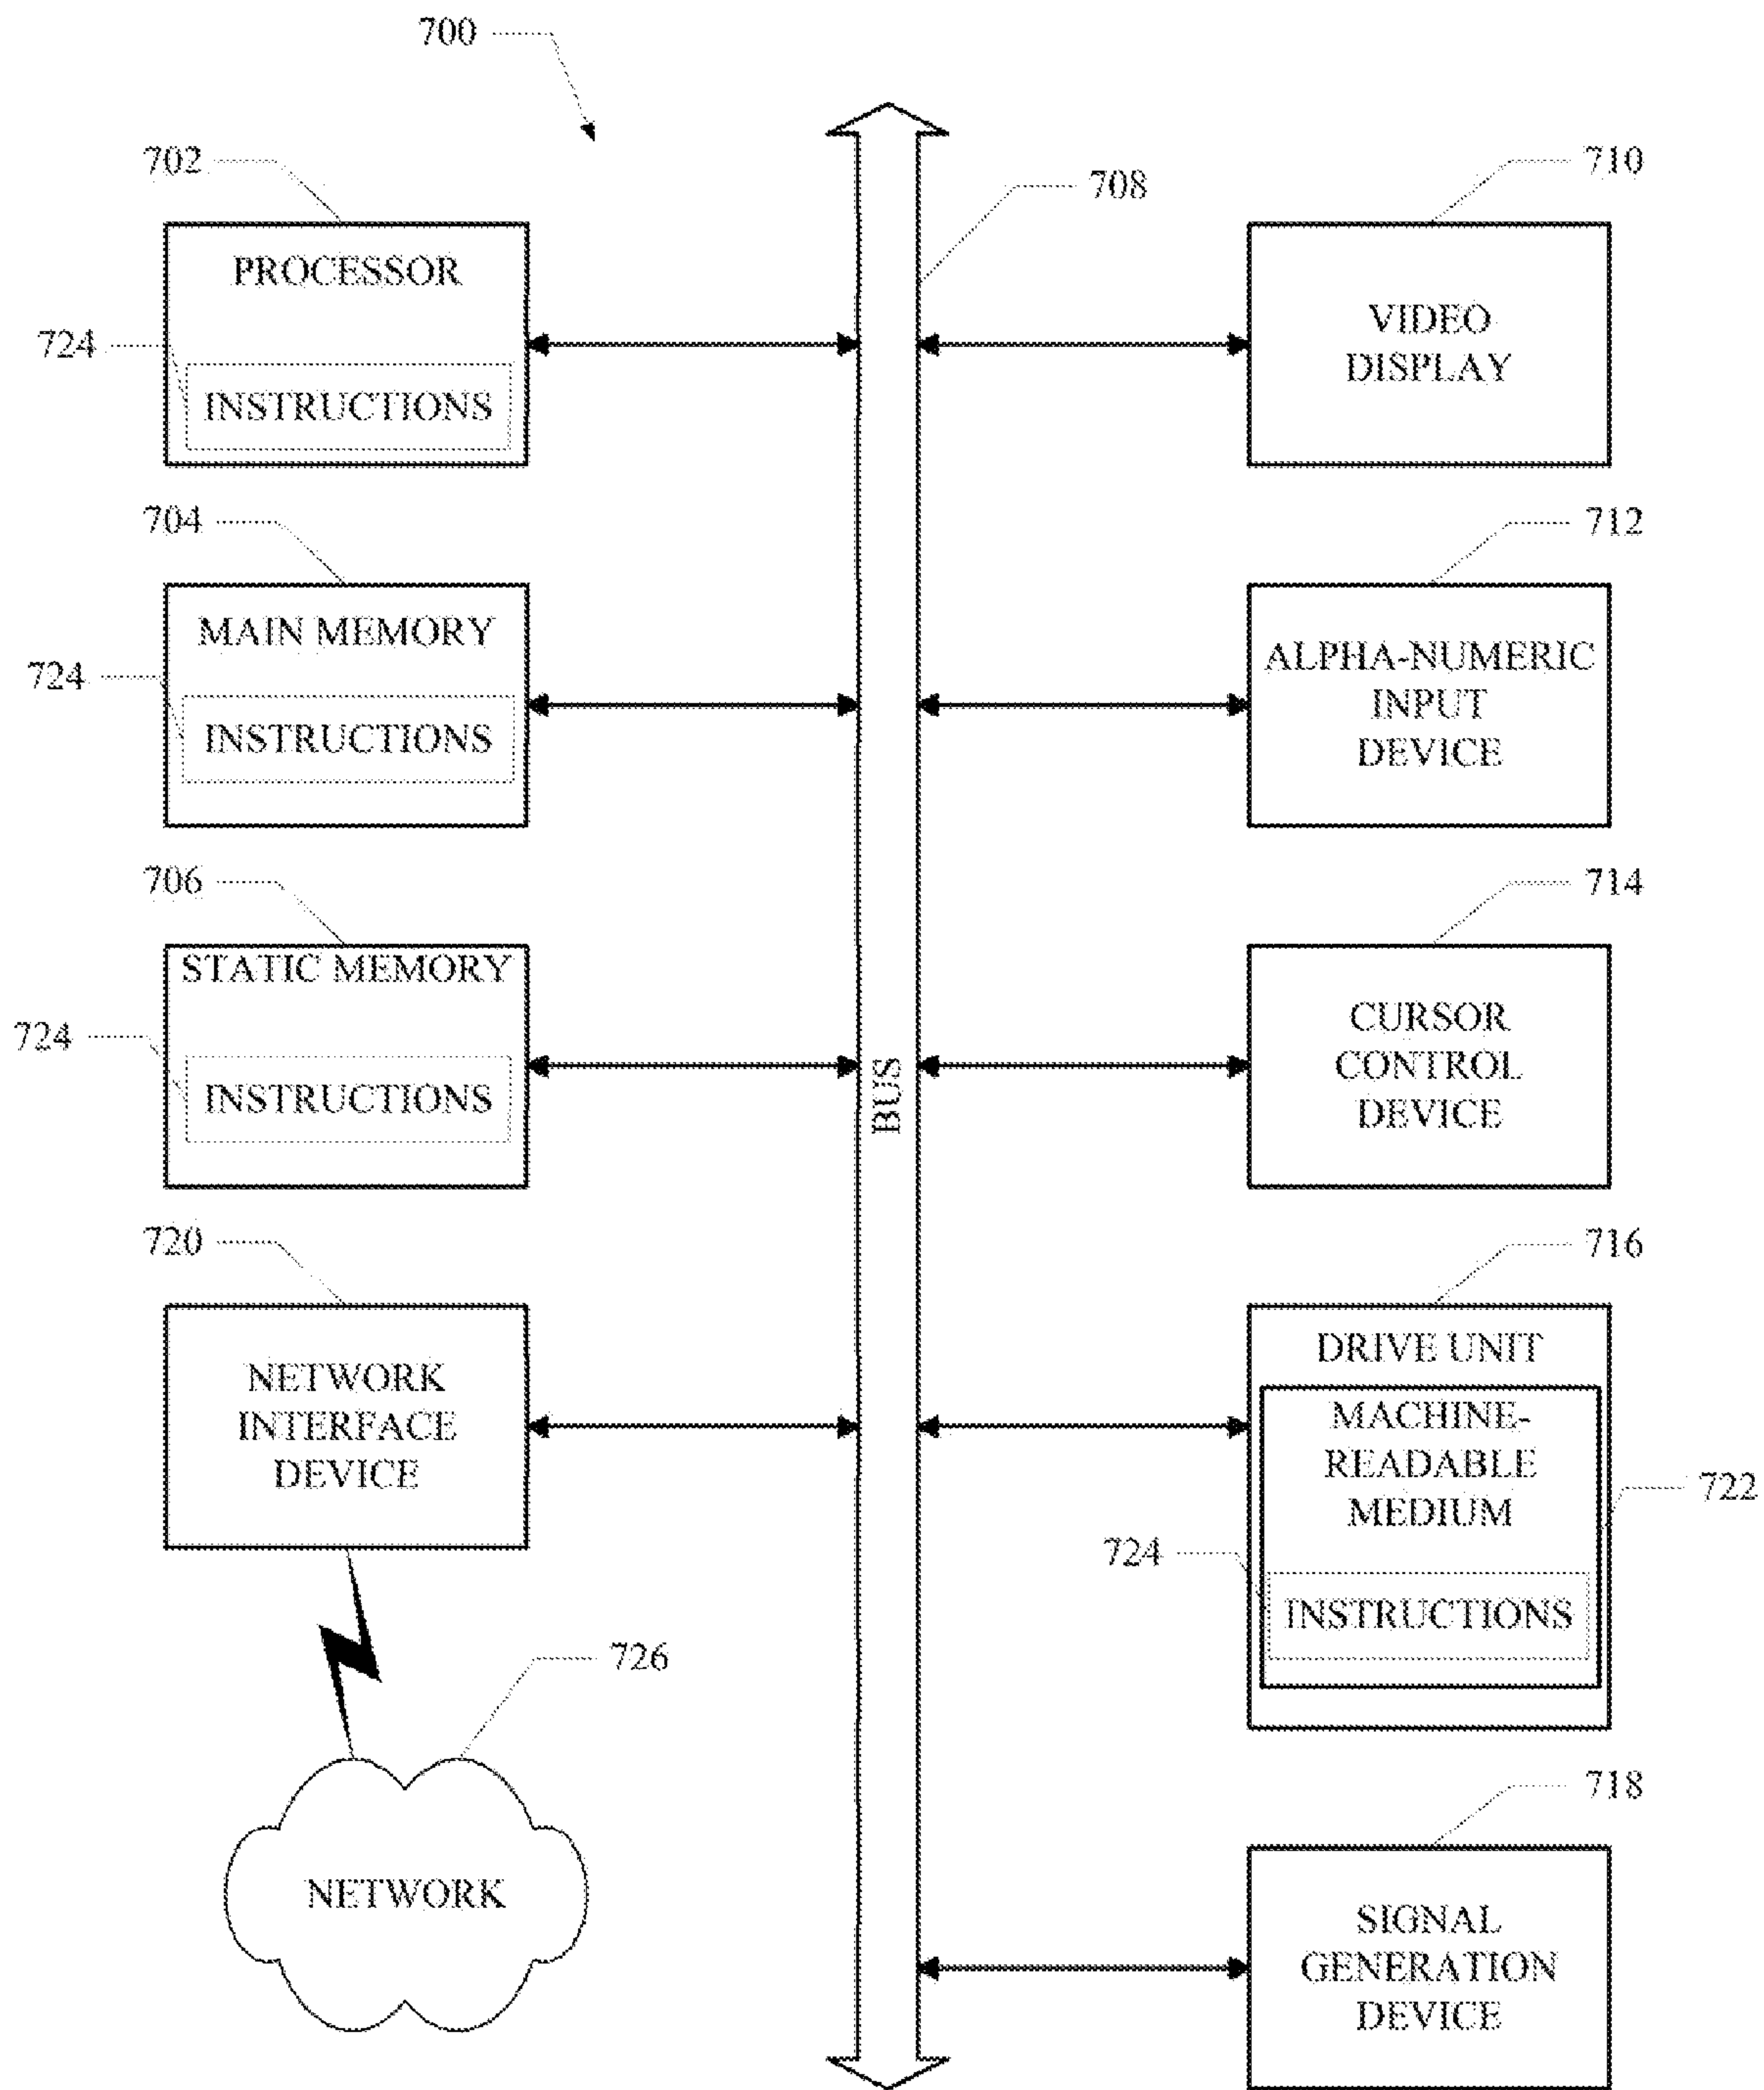 700
702
PROCESSOR
724
INSTRUCTIONS
704
MAIN MEMORY
724
INSTRUCTIONS
706
STATIC MEMORY
724
INSTRUCTIONS
720
NETWORK
INTERFACE
DEVICE
726
NETWORK
708
BUS
710
VIDEO
DISPLAY
712
ALPHA-NUMERIC
INPUT
DEVICE
714
CURSOR
CONTROL
DEVICE
716
DRIVE UNIT
MACHINE-
READABLE
MEDIUM
722
724
INSTRUCTIONS
718
SIGNAL
GENERATION
DEVICE